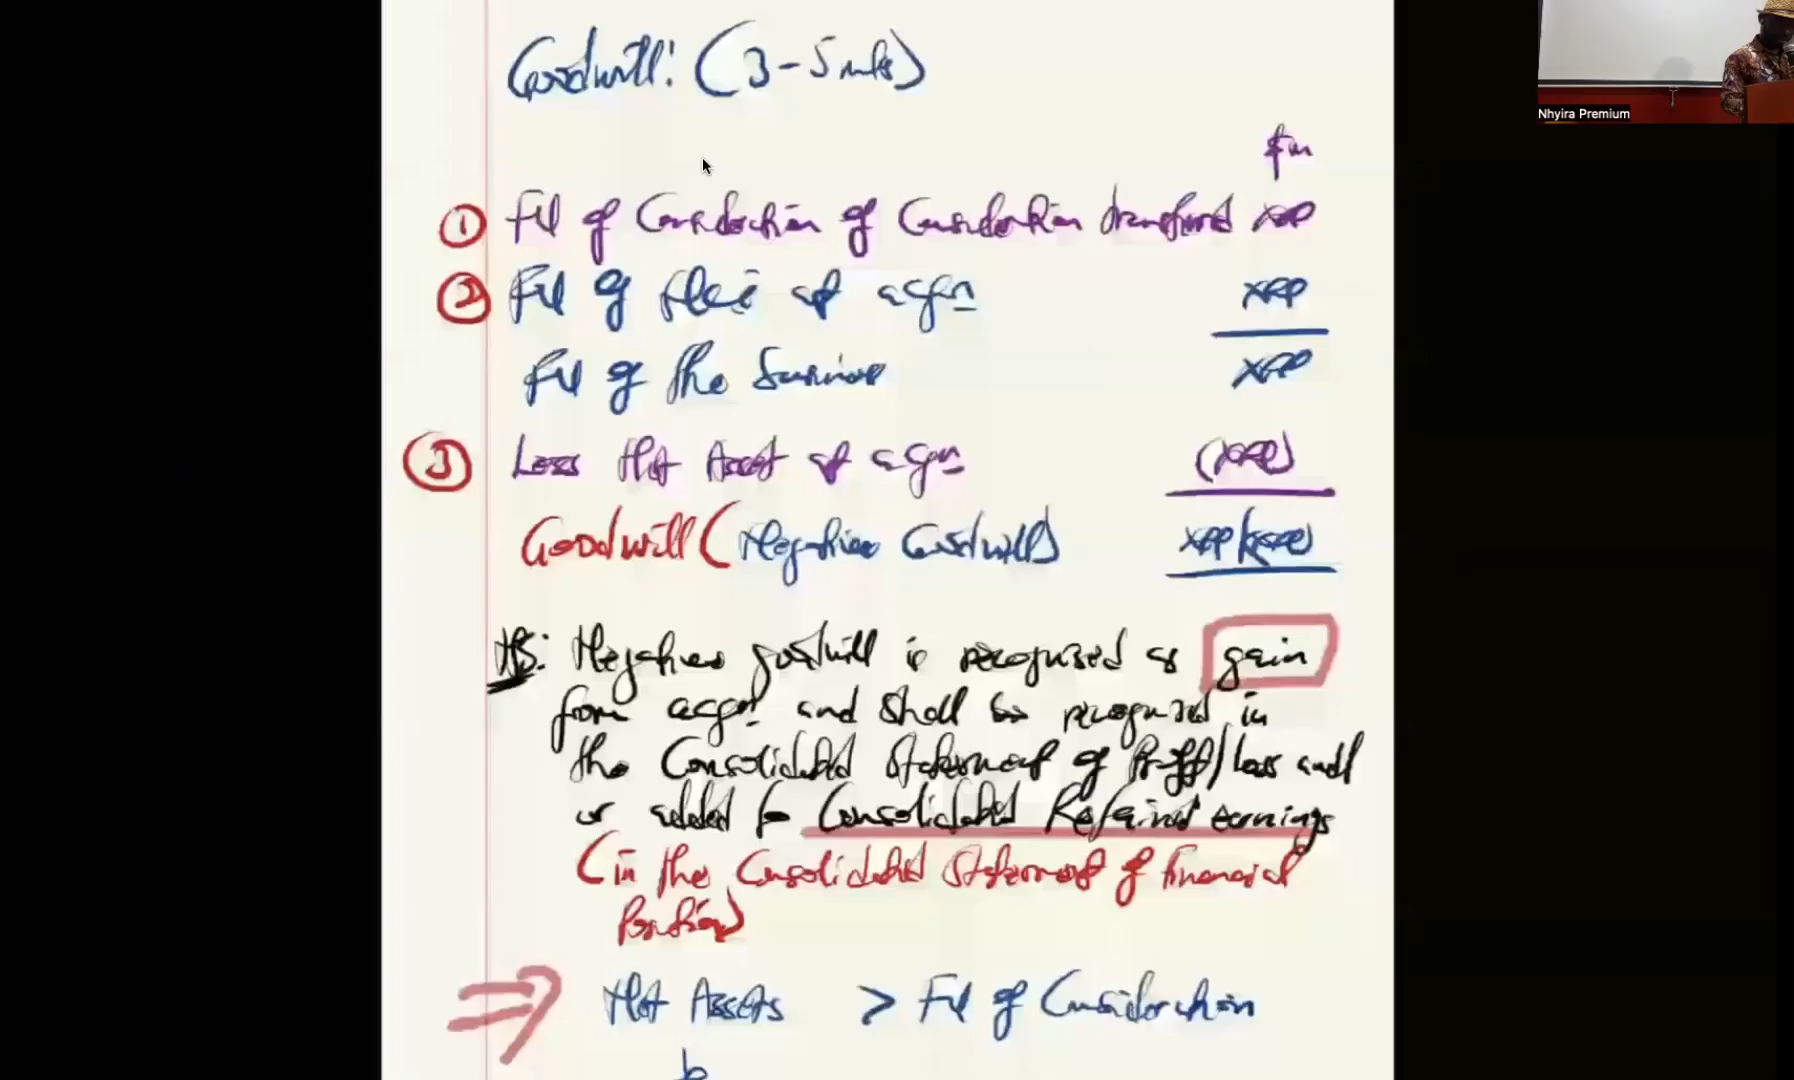 Goodwill: (3-5mks)
$m
① FV of Consideration of Consideration transferred xxx
② FV of NCI at acqn xxx
FV of the business xxx
③ Less Net Asset at acqn (xxx)
Goodwill (Negative Goodwill) xxx/(xxx)
NB: Negative goodwill is recognised as gain
from acqn and shall be recognised in
the Consolidated Statement of Profit/loss and/
or added to Consolidated Retained earnings
(in the Consolidated Statement of financial
Position)
⇒ Net Assets > FV of Consideration
Nhyira Premium